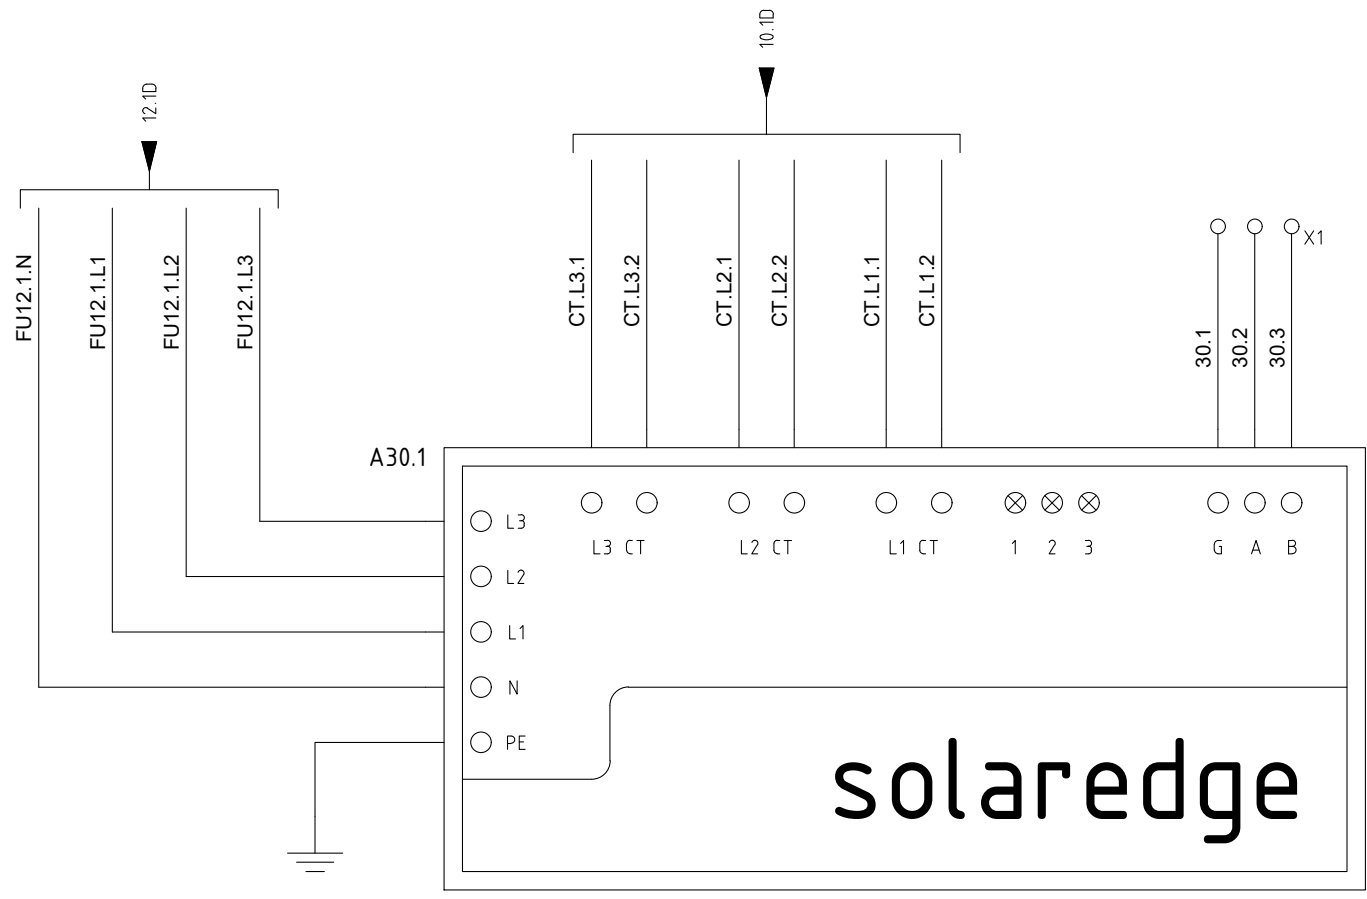 10.1D
12.1D
FU12.1.N
FU12.1.L1
FU12.1.L2
FU12.1.L3
CT.L3.1
CT.L3.2
CT.L2.1
CT.L2.2
CT.L1.1
CT.L1.2
X1
30.1
30.2
30.3
A30.1
L3
L3 CT
L2 CT
L1 CT
1 2 3
G A B
L2
L1
N
PE
solaredge